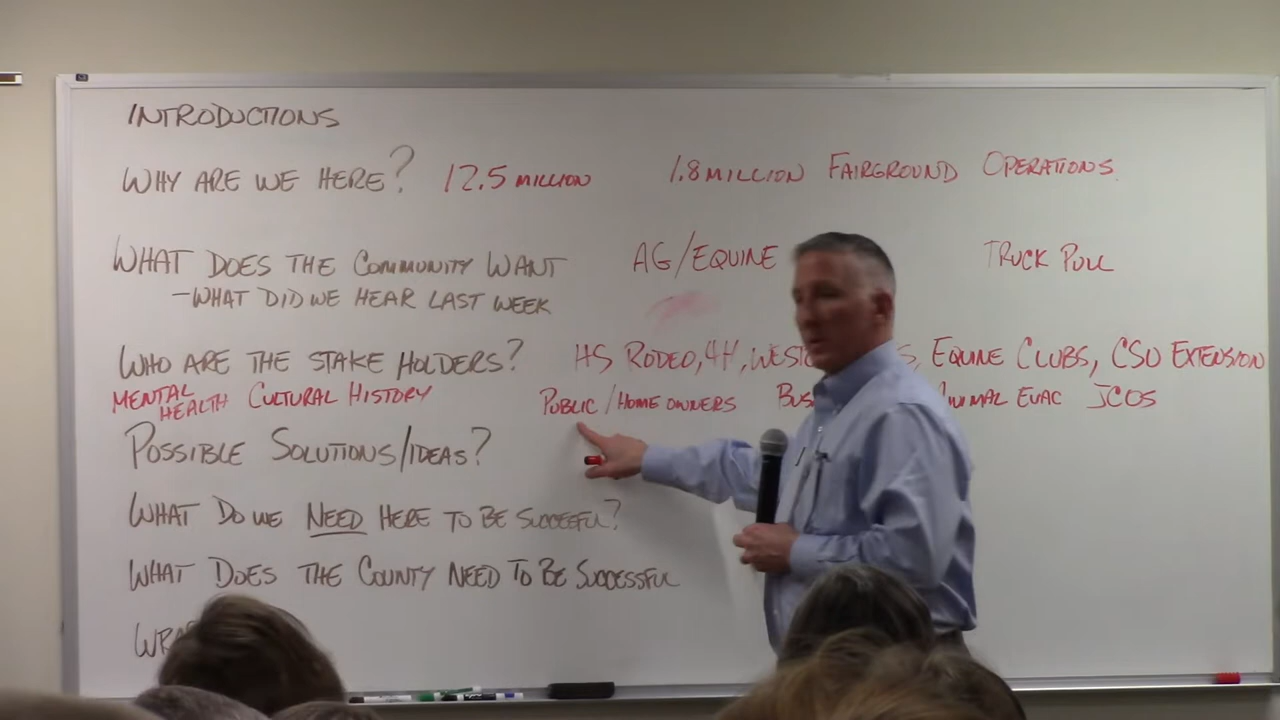 INTRODUCTIONS
WHY ARE WE HERE? 12.5 MILLION 1.8 MILLION FAIRGROUND OPERATIONS
WHAT DOES THE COMMUNITY WANT AG/EQUINE TRUCK PULL
-WHAT DID WE HEAR LAST WEEK
WHO ARE THE STAKE HOLDERS? HS RODEO, 4H, EQUINE CLUBS, CSU EXTENSION
MENTAL HEALTH CULTURAL HISTORY PUBLIC/HOME OWNERS EVAC JCOS
POSSIBLE SOLUTIONS/IDEAS?
WHAT DO WE NEED HERE TO BE SUCCESFUL?
WHAT DOES THE COUNTY NEED TO BE SUCCESSFUL